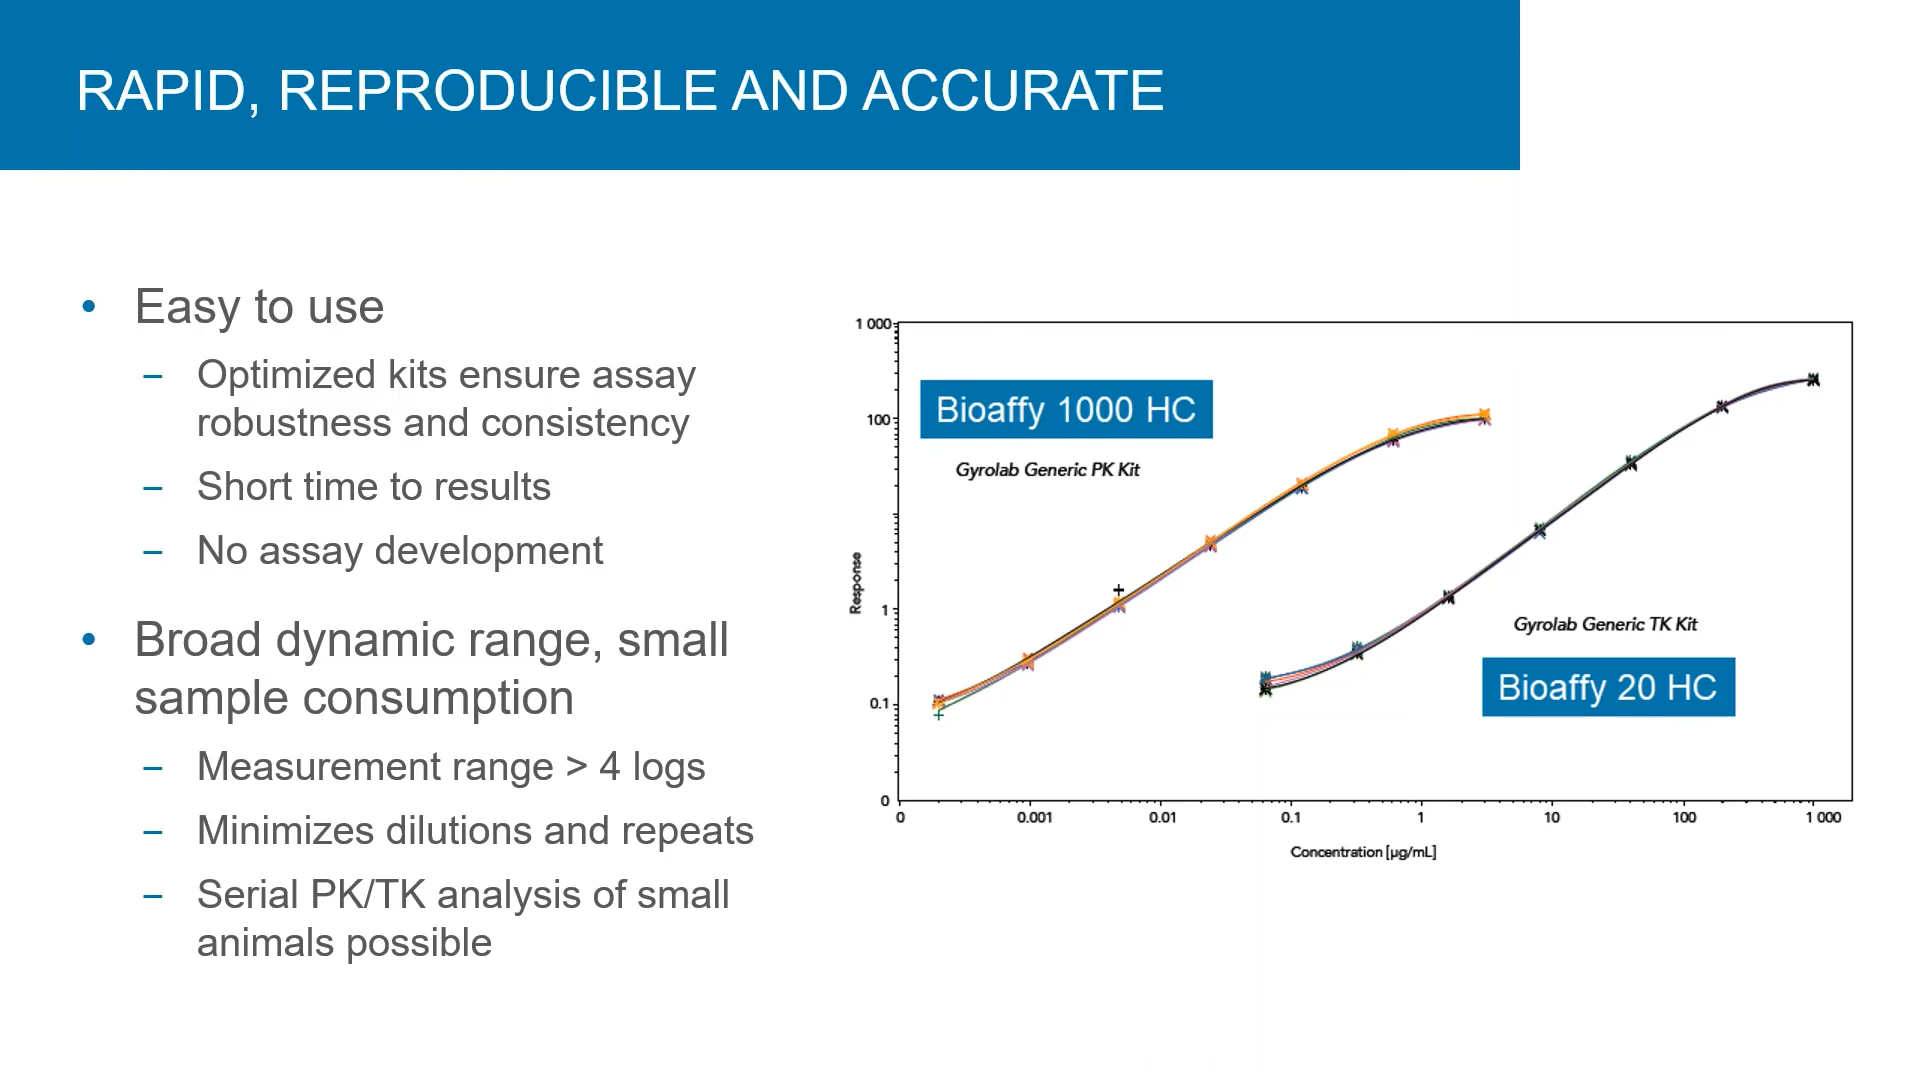 RAPID, REPRODUCIBLE AND ACCURATE
• Easy to use
– Optimized kits ensure assay
robustness and consistency
– Short time to results
– No assay development
• Broad dynamic range, small
sample consumption
– Measurement range > 4 logs
– Minimizes dilutions and repeats
– Serial PK/TK analysis of small
animals possible
1 000
100
1
0.1
0
Response
Bioaffy 1000 HC
Gyrolab Generic PK Kit
Gyrolab Generic TK Kit
Bioaffy 20 HC
0 0.001 0.01 0.1 1 10 100 1 000
Concentration [µg/mL]